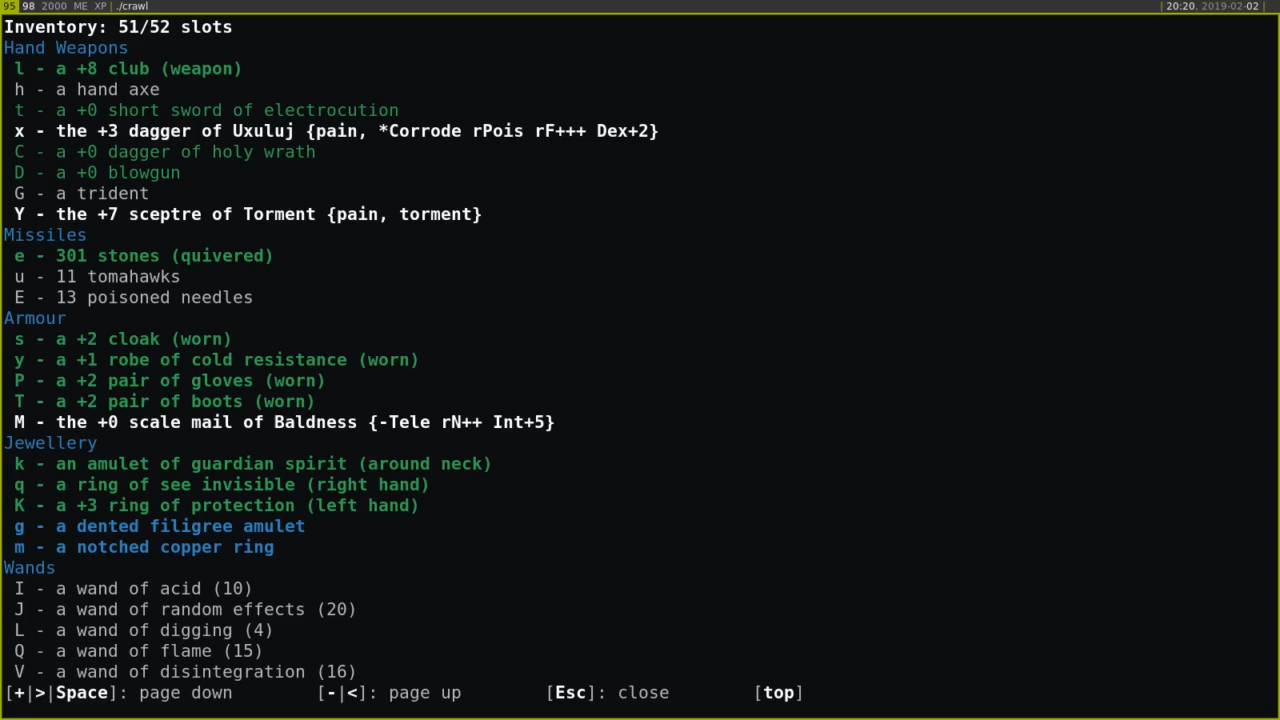 95 98 2000 ME XP | ./crawl | 20:20. 2019-02-02 |
Inventory: 51/52 slots
Hand Weapons
l - a +8 club (weapon)
h - a hand axe
t - a +0 short sword of electrocution
x - the +3 dagger of Uxuluj {pain, *Corrode rPois rF+++ Dex+2}
C - a +0 dagger of holy wrath
D - a +0 blowgun
G - a trident
Y - the +7 sceptre of Torment {pain, torment}
Missiles
e - 301 stones (quivered)
u - 11 tomahawks
E - 13 poisoned needles
Armour
s - a +2 cloak (worn)
y - a +1 robe of cold resistance (worn)
P - a +2 pair of gloves (worn)
T - a +2 pair of boots (worn)
M - the +0 scale mail of Baldness {-Tele rN++ Int+5}
Jewellery
k - an amulet of guardian spirit (around neck)
q - a ring of see invisible (right hand)
K - a +3 ring of protection (left hand)
g - a dented filigree amulet
m - a notched copper ring
Wands
I - a wand of acid (10)
J - a wand of random effects (20)
L - a wand of digging (4)
Q - a wand of flame (15)
V - a wand of disintegration (16)
[+|>|Space]: page down [-|<]: page up [Esc]: close [top]